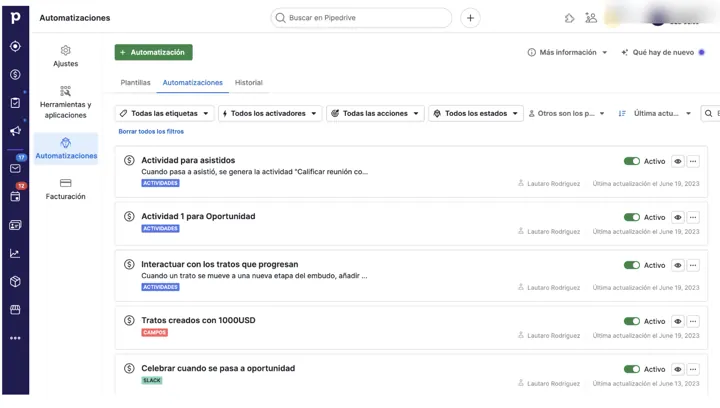 p
Automatizaciones
Buscar en Pipedrive
+
Ajustes
Herramientas y
aplicaciones
Automatizaciones
Facturación
17
12
+ Automatización
Más información
Qué hay de nuevo
Plantillas
Automatizaciones
Historial
Todas las etiquetas
Todos los activadores
Todas las acciones
Todos los estados
Otros son los p...
Última actu...
Borrar todos los filtros
Actividad para asistidos
Cuando pasa a asistió, se genera la actividad "Calificar reunión co...
ACTIVIDADES
Activo
Lautaro Rodriguez
Última actualización el June 19, 2023
Actividad 1 para Oportunidad
ACTIVIDADES
Activo
Lautaro Rodriguez
Última actualización el June 19, 2023
Interactuar con los tratos que progresan
Cuando un trato se mueve a una nueva etapa del embudo, añadir ...
ACTIVIDADES
Activo
Lautaro Rodriguez
Última actualización el June 19, 2023
Tratos creados con 1000USD
CAMPOS
Activo
Lautaro Rodriguez
Última actualización el June 19, 2023
Celebrar cuando se pasa a oportunidad
SLACK
Activo
Lautaro Rodriguez
Última actualización el June 13, 2023